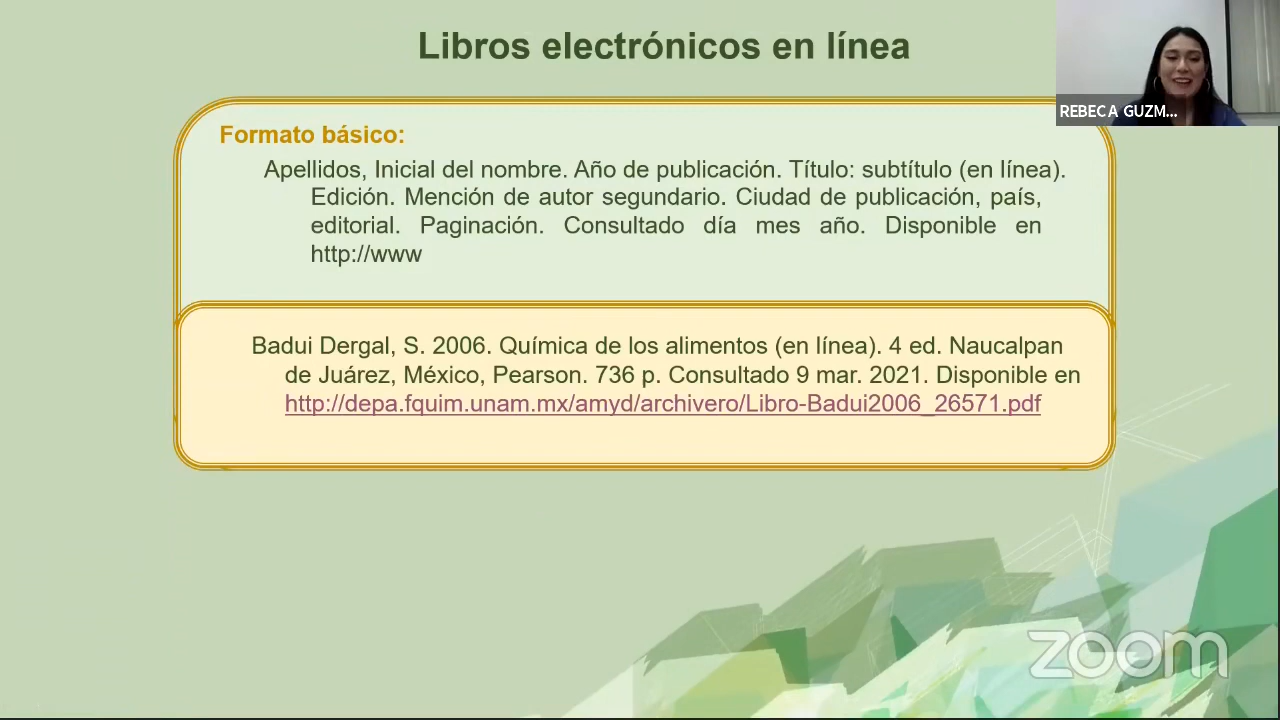 Libros electrónicos en línea
REBECA GUZM...
Formato básico:
Apellidos, Inicial del nombre. Año de publicación. Título: subtítulo (en línea).
Edición. Mención de autor segundario. Ciudad de publicación, país,
editorial. Paginación. Consultado día mes año. Disponible en
http://www
Badui Dergal, S. 2006. Química de los alimentos (en línea). 4 ed. Naucalpan
de Juárez, México, Pearson. 736 p. Consultado 9 mar. 2021. Disponible en
http://depa.fquim.unam.mx/amyd/archivero/Libro-Badui2006_26571.pdf
zoom